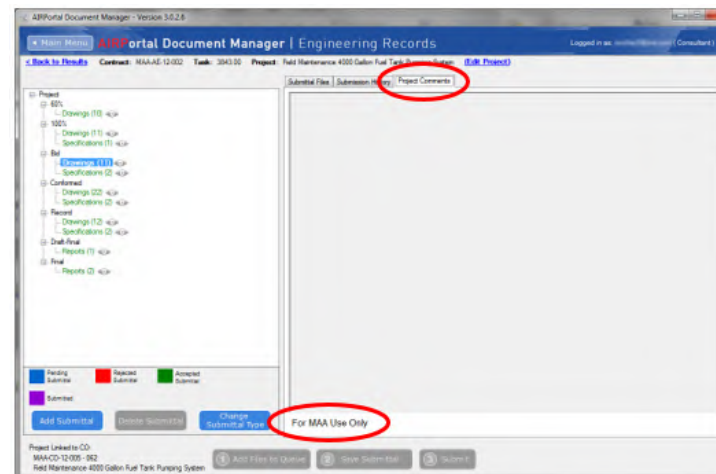 AIRPortal Document Manager - Version 3.0.2.6
Main Menu AIRPortal Document Manager | Engineering Records Logged in as: (Consultant)
< Back to Results Contract: MAA-AE-12-002 Task: 3043.00 Project: Field Maintenance 4000 Gallon Fuel Tank Pumping System (Edit Project)
Submittal Files Submission History Project Comments
Project
60%
Drawings (10)
100%
Drawings (11)
Specifications (1)
Bid
Drawings (11)
Specifications (2)
Conformed
Drawings (22)
Specifications (2)
Record
Drawings (12)
Specifications (2)
Draft-Final
Reports (1)
Final
Reports (2)
Pending Submittal
Rejected Submittal
Accepted Submittal
Submitted
Add Submittal Delete Submittal Change Submittal Type
For MAA Use Only
Project Linked to CO:
MAA-CO-12-005 - 062
Field Maintenance 4000 Gallon Fuel Tank Pumping System
1 Add Files to Queue 2 Save Submittal 3 Submit